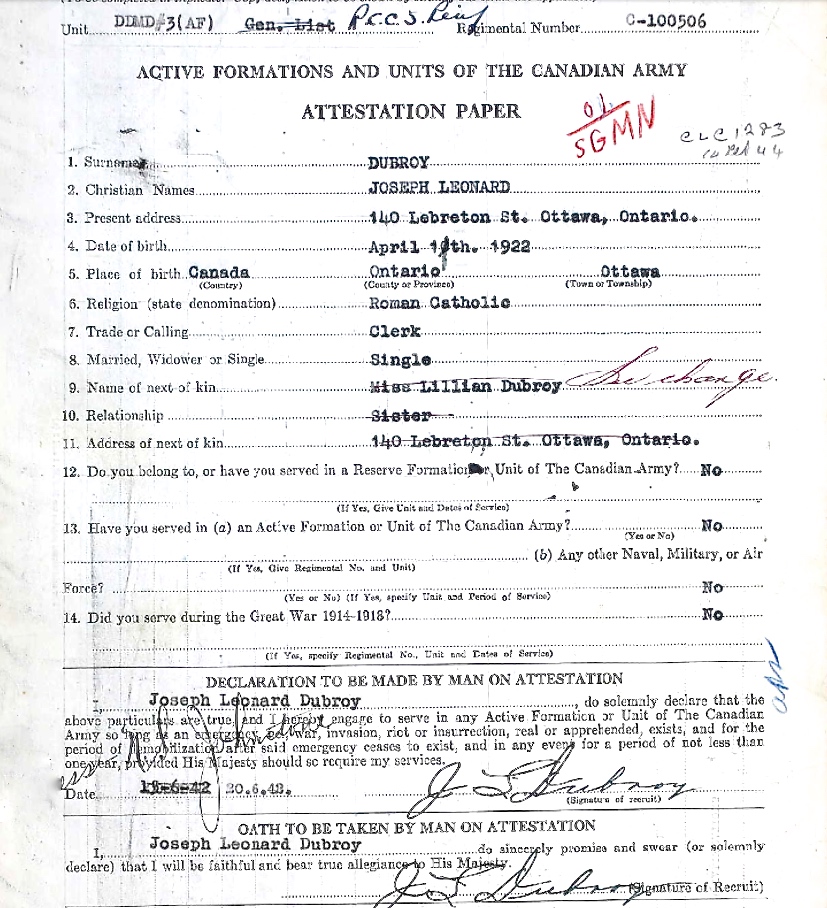 Unit DDMD#3(AF) Gen. List R.C.C.S. Reinf Regimental Number C-100506
ACTIVE FORMATIONS AND UNITS OF THE CANADIAN ARMY
ATTESTATION PAPER
SGMN
1. Surname DUBROY
2. Christian Names JOSEPH LEONARD
3. Present address 140 Lebreton St. Ottawa, Ontario.
4. Date of birth April th. 1922
5. Place of birth Canada Ontario Ottawa
(Country) (County or Province) (Town or Township)
6. Religion (state denomination) Roman Catholic
7. Trade or Calling Clerk
8. Married, Widower or Single Single
9. Name of next of kin Miss Lillian Dubroy See change.
10. Relationship Sister
11. Address of next of kin 140 Lebreton St. Ottawa, Ontario.
12. Do you belong to, or have you served in a Reserve Formation or Unit of The Canadian Army? No
(If Yes, Give Unit and Dates of Service)
13. Have you served in (a) an Active Formation or Unit of The Canadian Army? No
(Yes or No)
(b) Any other Naval, Military, or Air
(If Yes, Give Regimental No. and Unit)
Force? No
(Yes or No) (If Yes, specify Unit and Period of Service)
14. Did you serve during the Great War 1914-1918? No
(If Yes, specify Regimental No., Unit and Dates of Service)
DECLARATION TO BE MADE BY MAN ON ATTESTATION
I, Joseph Leonard Dubroy, do solemnly declare that the
above particulars are true, and I hereby engage to serve in any Active Formation or Unit of The Canadian
Army so long as an emergency, i.e., war, invasion, riot or insurrection, real or apprehended, exists, and for the
period of demobilization after said emergency ceases to exist, and in any event for a period of not less than
one year, provided His Majesty should so require my services.
Date 20.6.42. J L Dubroy
(Signature of recruit)
OATH TO BE TAKEN BY MAN ON ATTESTATION
I, Joseph Leonard Dubroy do sincerely promise and swear (or solemnly
declare) that I will be faithful and bear true allegiance to His Majesty.
J L Dubroy (Signature of Recruit)